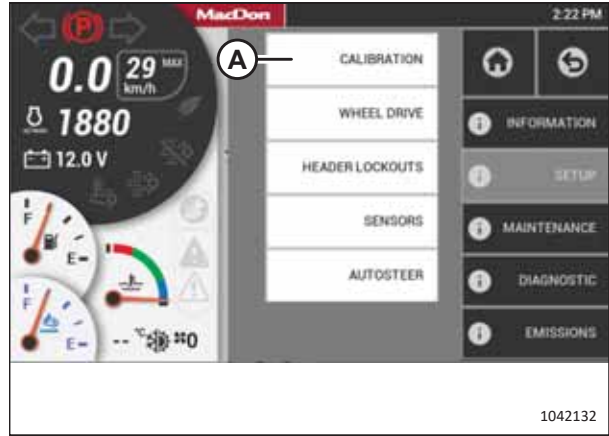 MacDon
2:22 PM
P
0.0
29 MAX
km/h
1880
12.0 V
F
E
F
E
-- °C
0
A
CALIBRATION
WHEEL DRIVE
HEADER LOCKOUTS
SENSORS
AUTOSTEER
INFORMATION
SETUP
MAINTENANCE
DIAGNOSTIC
EMISSIONS
1042132